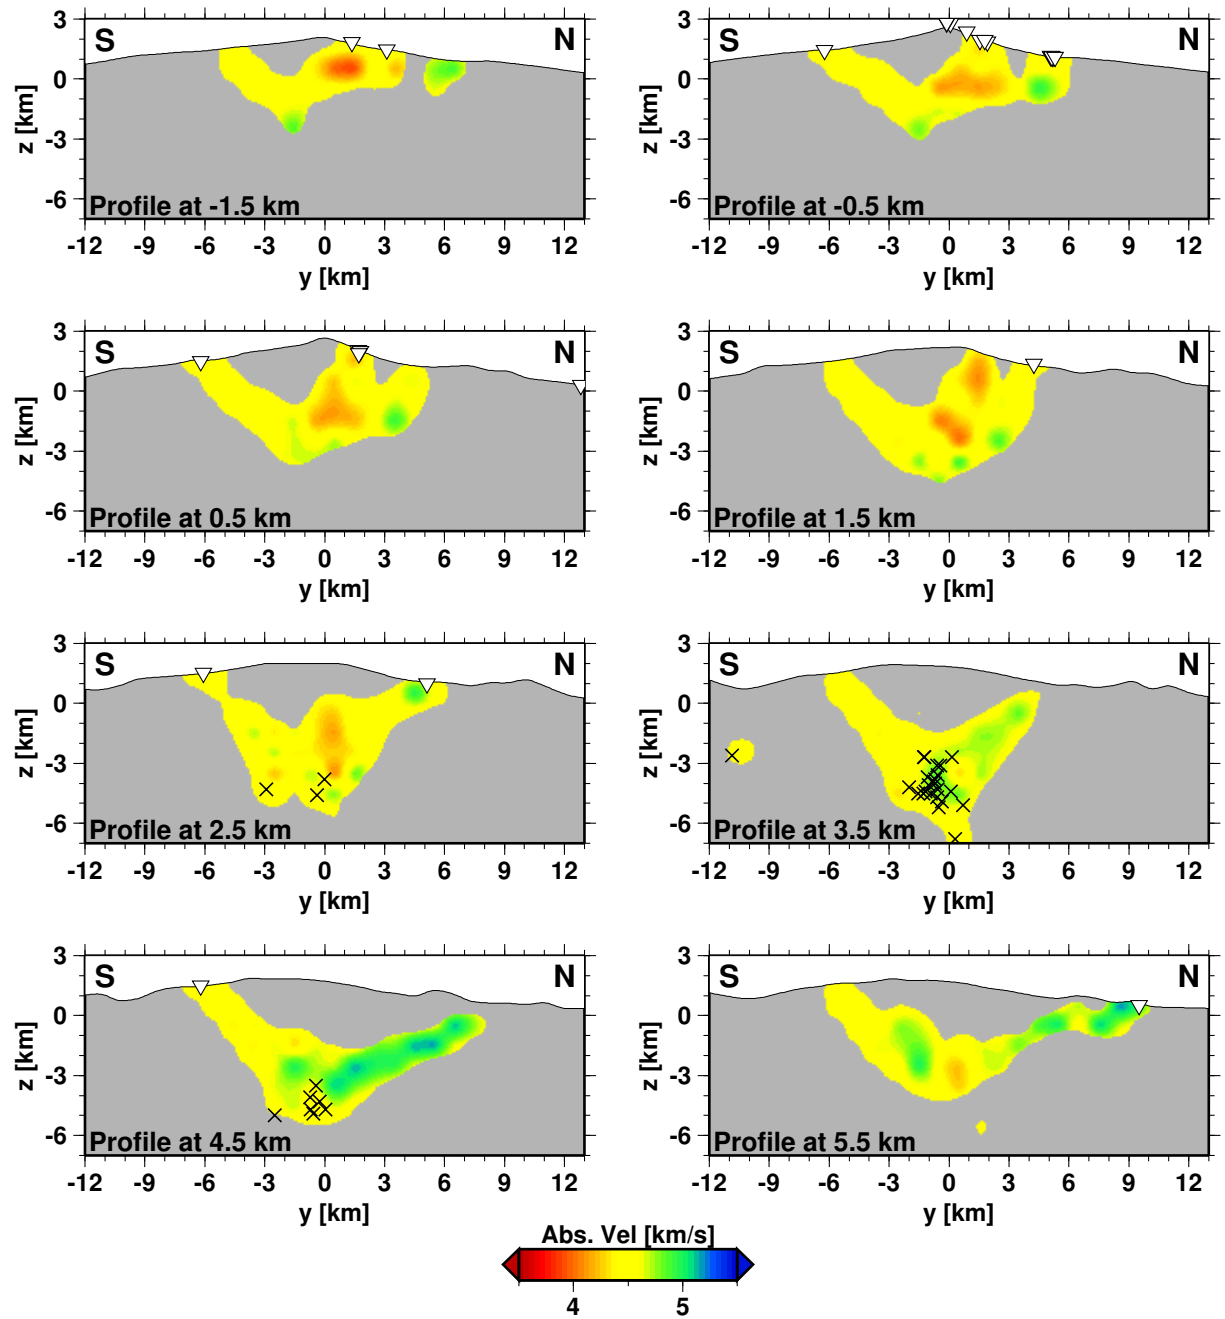 S N S N
3 3
0 0
-3 -3
-6 -6
z [km] z [km]
Profile at -1.5 km Profile at -0.5 km
-12 -9 -6 -3 0 3 6 9 12 -12 -9 -6 -3 0 3 6 9 12
y [km] y [km]
S N S N
3 3
0 0
-3 -3
-6 -6
z [km] z [km]
Profile at 0.5 km Profile at 1.5 km
-12 -9 -6 -3 0 3 6 9 12 -12 -9 -6 -3 0 3 6 9 12
y [km] y [km]
S N S N
3 3
0 0
-3 -3
-6 -6
z [km] z [km]
Profile at 2.5 km Profile at 3.5 km
-12 -9 -6 -3 0 3 6 9 12 -12 -9 -6 -3 0 3 6 9 12
y [km] y [km]
S N S N
3 3
0 0
-3 -3
-6 -6
z [km] z [km]
Profile at 4.5 km Profile at 5.5 km
-12 -9 -6 -3 0 3 6 9 12 -12 -9 -6 -3 0 3 6 9 12
y [km] y [km]
Abs. Vel [km/s]
4 5